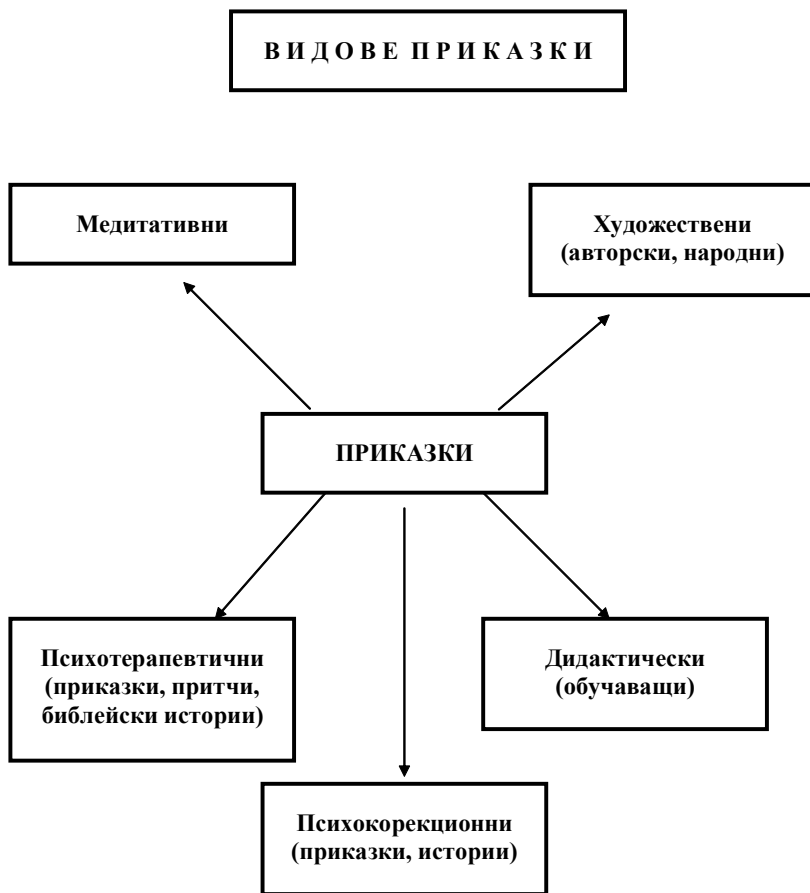 В И Д О В Е П Р И К А З К И
Медитативни
Художествени
(авторски, народни)
ПРИКАЗКИ
Психотерапевтични
(приказки, притчи,
библейски истории)
Дидактически
(обучаващи)
Психокорекционни
(приказки, истории)